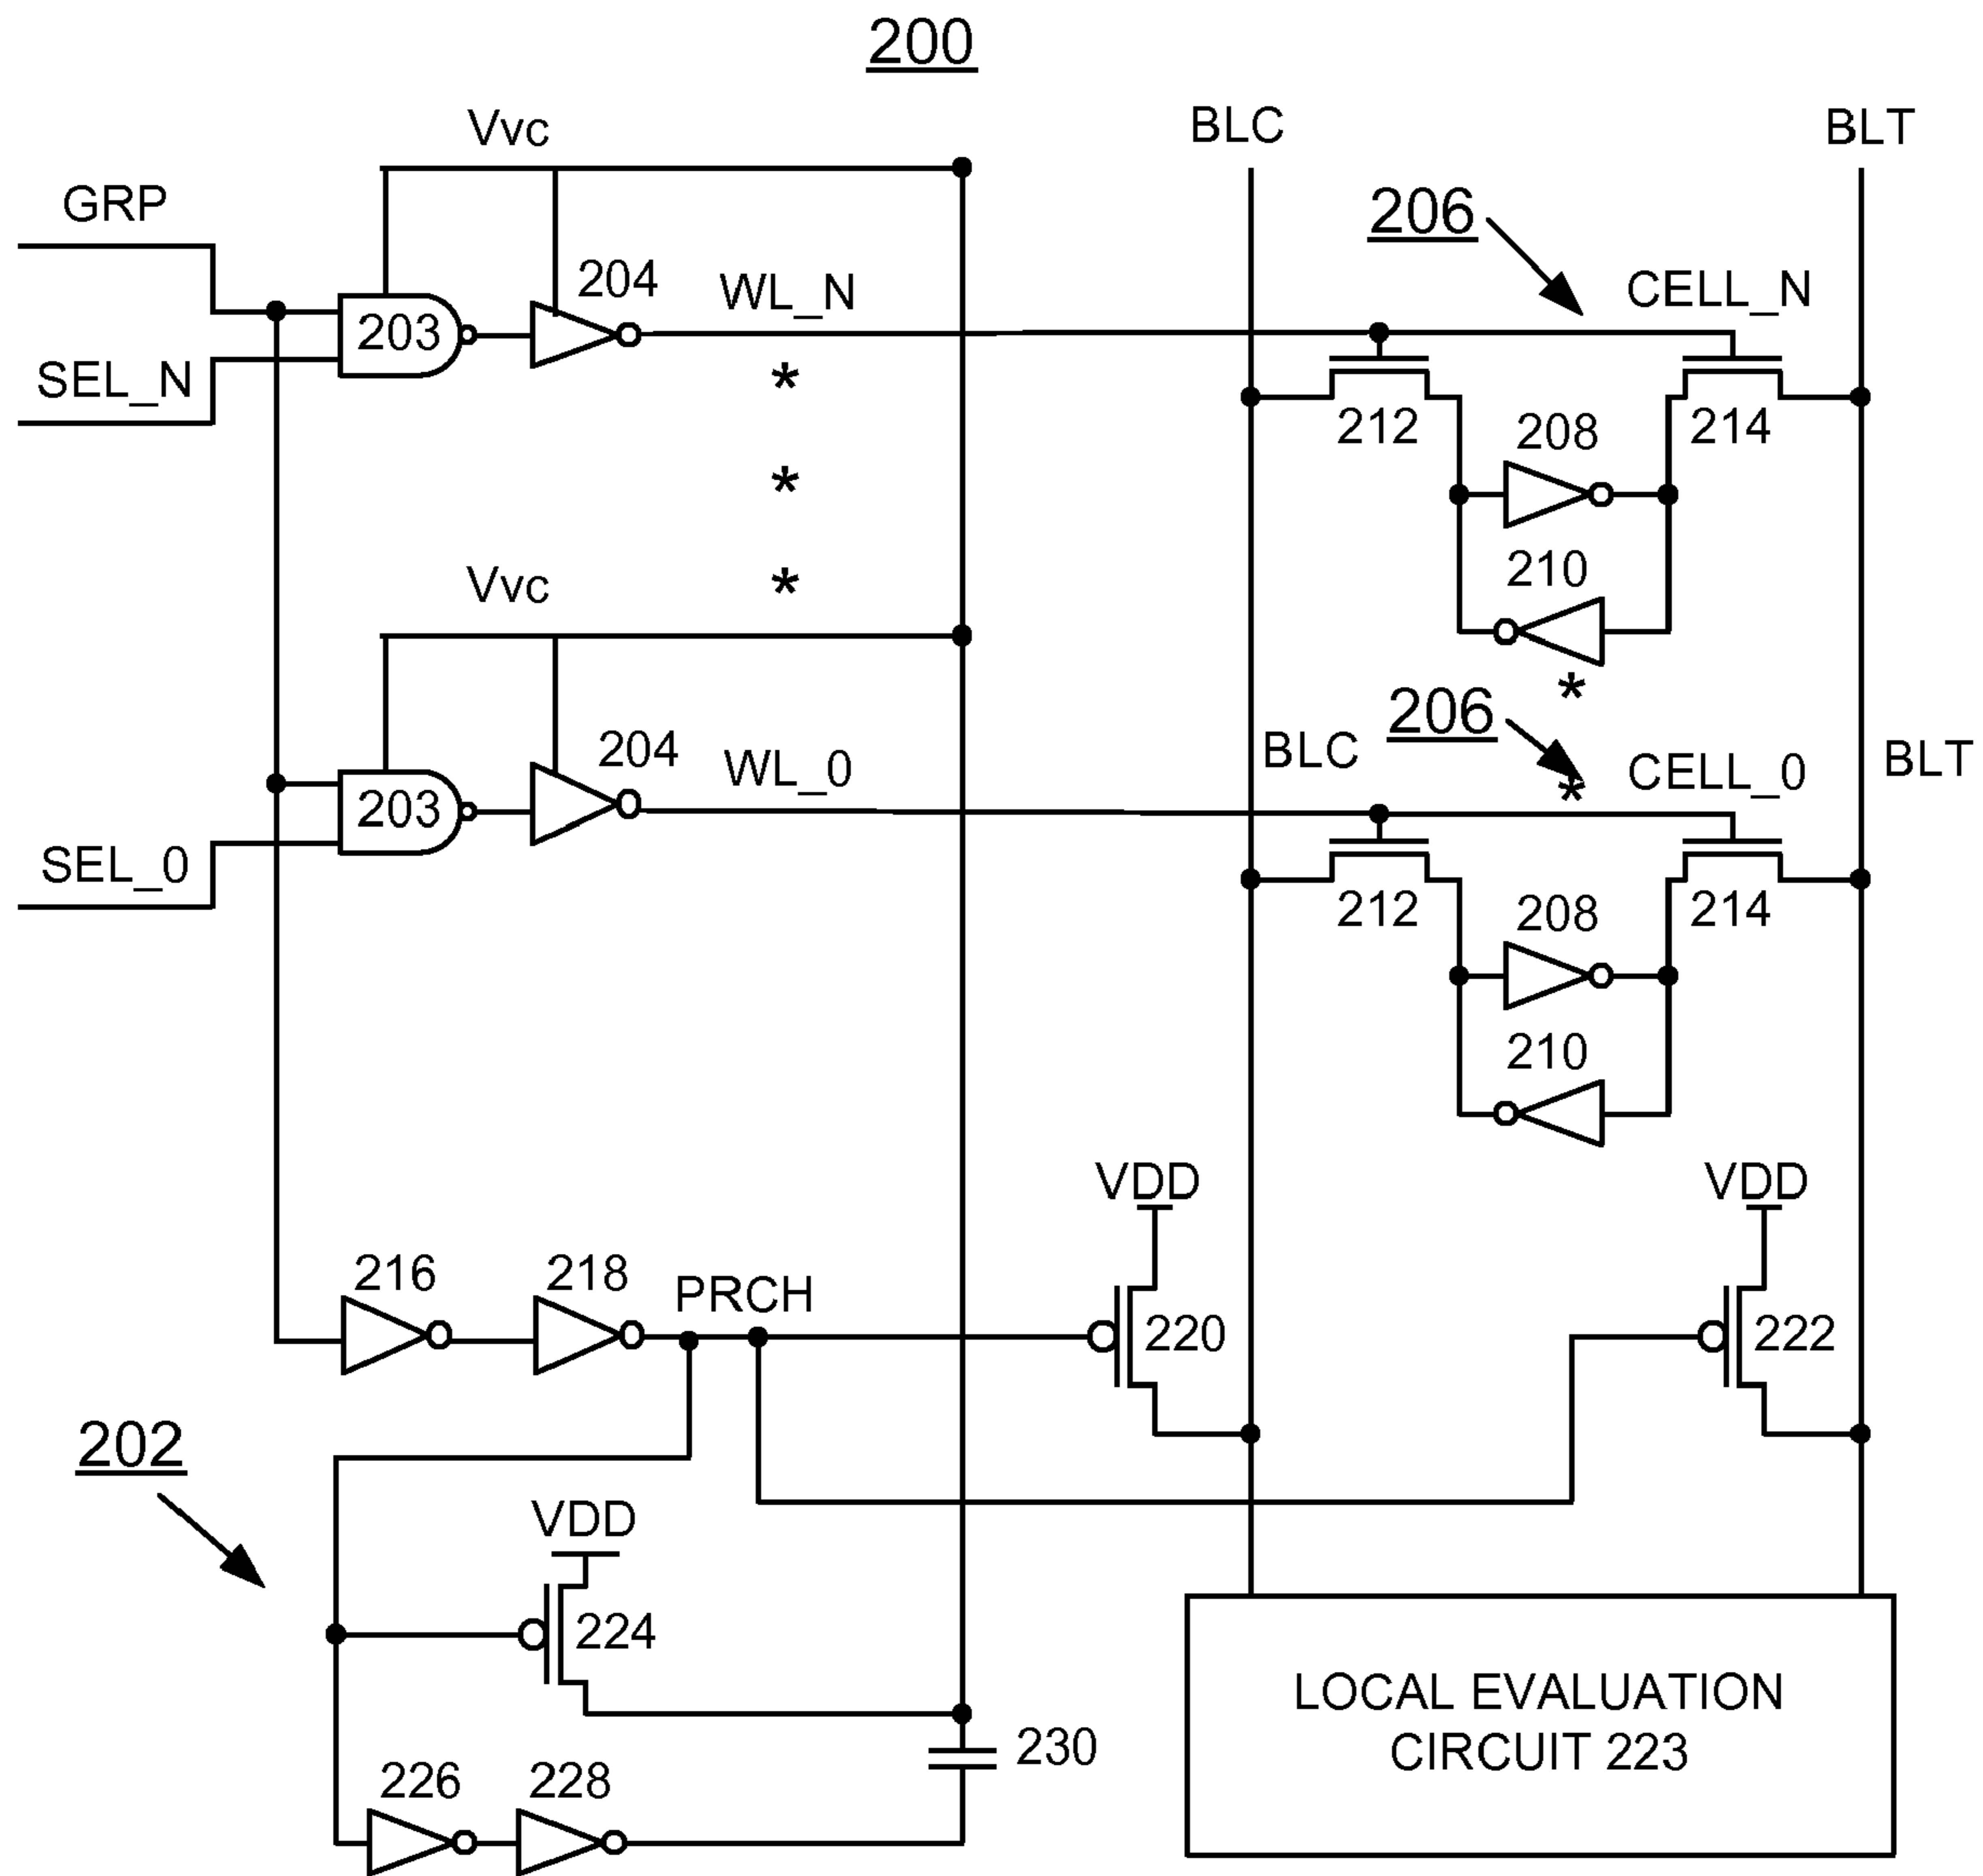 200
Vvc
BLC
BLT
GRP
206
204
WL_N
CELL_N
203
SEL_N
*
212
214
208
*
Vvc
*
210
*
206
204
WL_0
BLC
CELL_0
BLT
*
203
SEL_0
212
214
208
210
VDD
VDD
216
218
PRCH
220
222
202
VDD
224
LOCAL EVALUATION
CIRCUIT 223
230
226
228